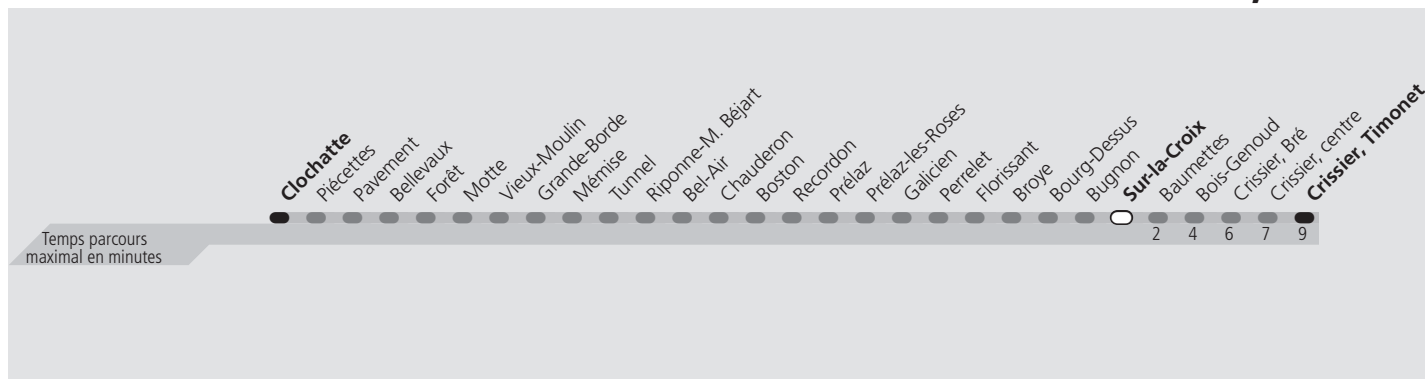 Clochatte
Piécettes
Pavement
Bellevaux
Forêt
Motte
Vieux-Moulin
Grande-Borde
Mémise
Tunnel
Riponne-M. Béjart
Bel-Air
Chauderon
Boston
Recordon
Prélaz
Prélaz-les-Roses
Galicien
Perrelet
Florissant
Broye
Bourg-Dessus
Bugnon
Sur-la-Croix
Baumettes
Bois-Genoud
Crissier, Bré
Crissier, centre
Crissier, Timonet
Temps parcours
maximal en minutes
2 4 6 7 9